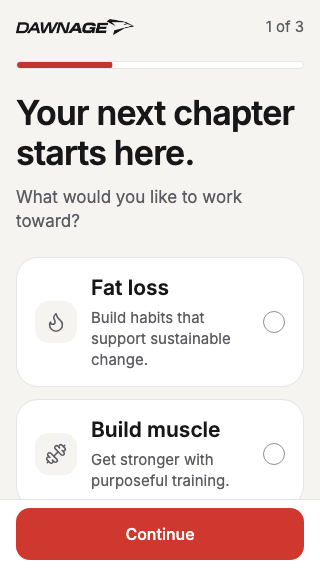 DAWNAGE
1 of 3
Your next chapter
starts here.
What would you like to work
toward?
Fat loss
Build habits that
support sustainable
change.
Build muscle
Get stronger with
purposeful training.
Continue